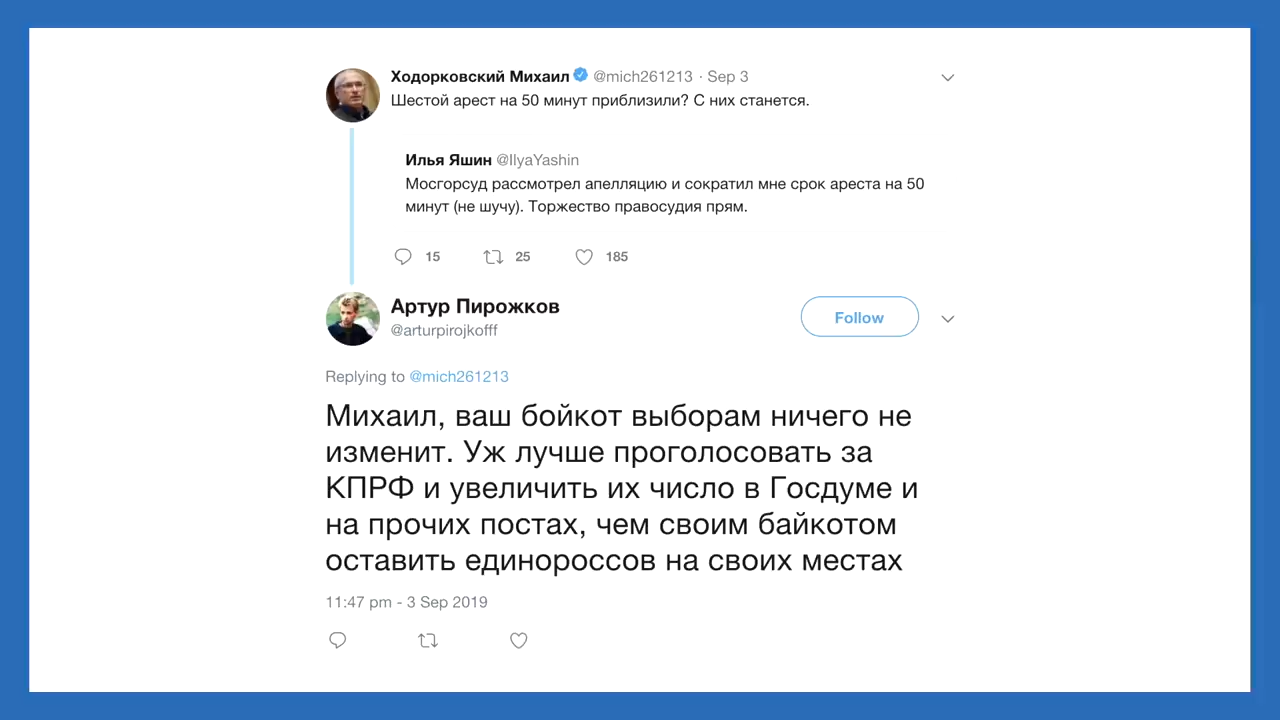 Ходорковский Михаил @mich261213 · Sep 3
Шестой арест на 50 минут приблизили? С них станется.
Илья Яшин @IlyaYashin
Мосгорсуд рассмотрел апелляцию и сократил мне срок ареста на 50
минут (не шучу). Торжество правосудия прям.
15 25 185
Артур Пирожков
@arturpirojkofff
Follow
Replying to @mich261213
Михаил, ваш бойкот выборам ничего не
изменит. Уж лучше проголосовать за
КПРФ и увеличить их число в Госдуме и
на прочих постах, чем своим байкотом
оставить единороссов на своих местах
11:47 pm - 3 Sep 2019